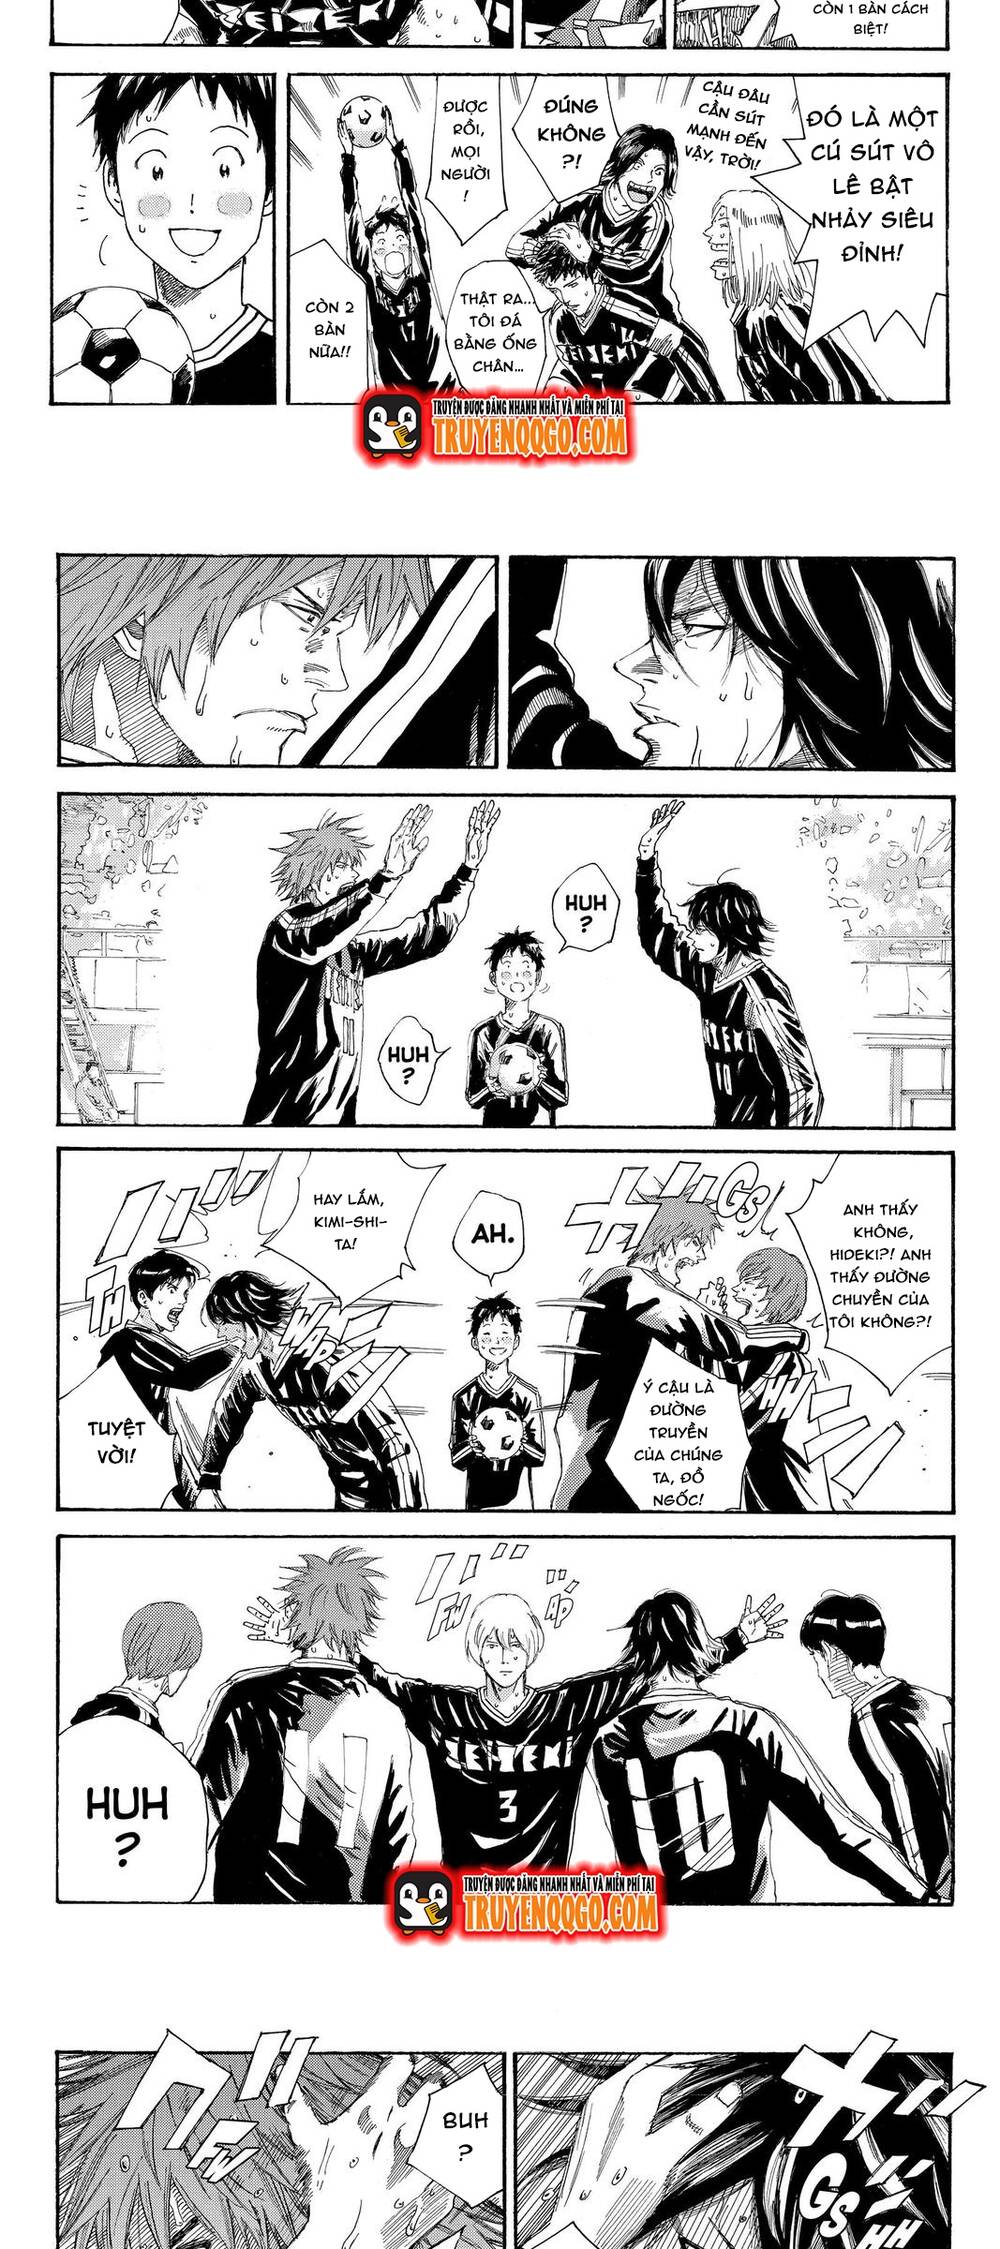 CÒN 1 BÀN CÁCH
BIỆT!
ĐƯỢC
RỒI,
MỌI
NGƯỜI
!
ĐÚNG
KHÔNG
?!
CẬU ĐÂU
CẦN SÚT
MẠNH ĐẾN
VẬY, TRỜI!
ĐÓ LÀ MỘT
CÚ SÚT VÔ
LÊ BẬT
NHẢY SIÊU
ĐỈNH!
CÒN 2
BÀN
NỮA!!
THẬT RA...
TÔI ĐÁ
BẰNG ỐNG
CHÂN...
TRUYỆN ĐƯỢC ĐĂNG NHANH NHẤT VÀ MIỄN PHÍ TẠI
TRUYENQQGO.COM
HUH
?
HUH
?
HAY LẮM,
KIMI-SHI-
TA!
AH.
ANH THẤY
KHÔNG,
HIDEKI?! ANH
THẤY ĐƯỜNG
CHUYỀN CỦA
TÔI KHÔNG?!
TUYỆT
VỜI!
Ý CẬU LÀ
ĐƯỜNG
TRUYỀN
CỦA CHÚNG
TA, ĐỒ
NGỐC!
ZEISEKI
3
17
10
HUH
?
TRUYỆN ĐƯỢC ĐĂNG NHANH NHẤT VÀ MIỄN PHÍ TẠI
TRUYENQQGO.COM
BUH
?